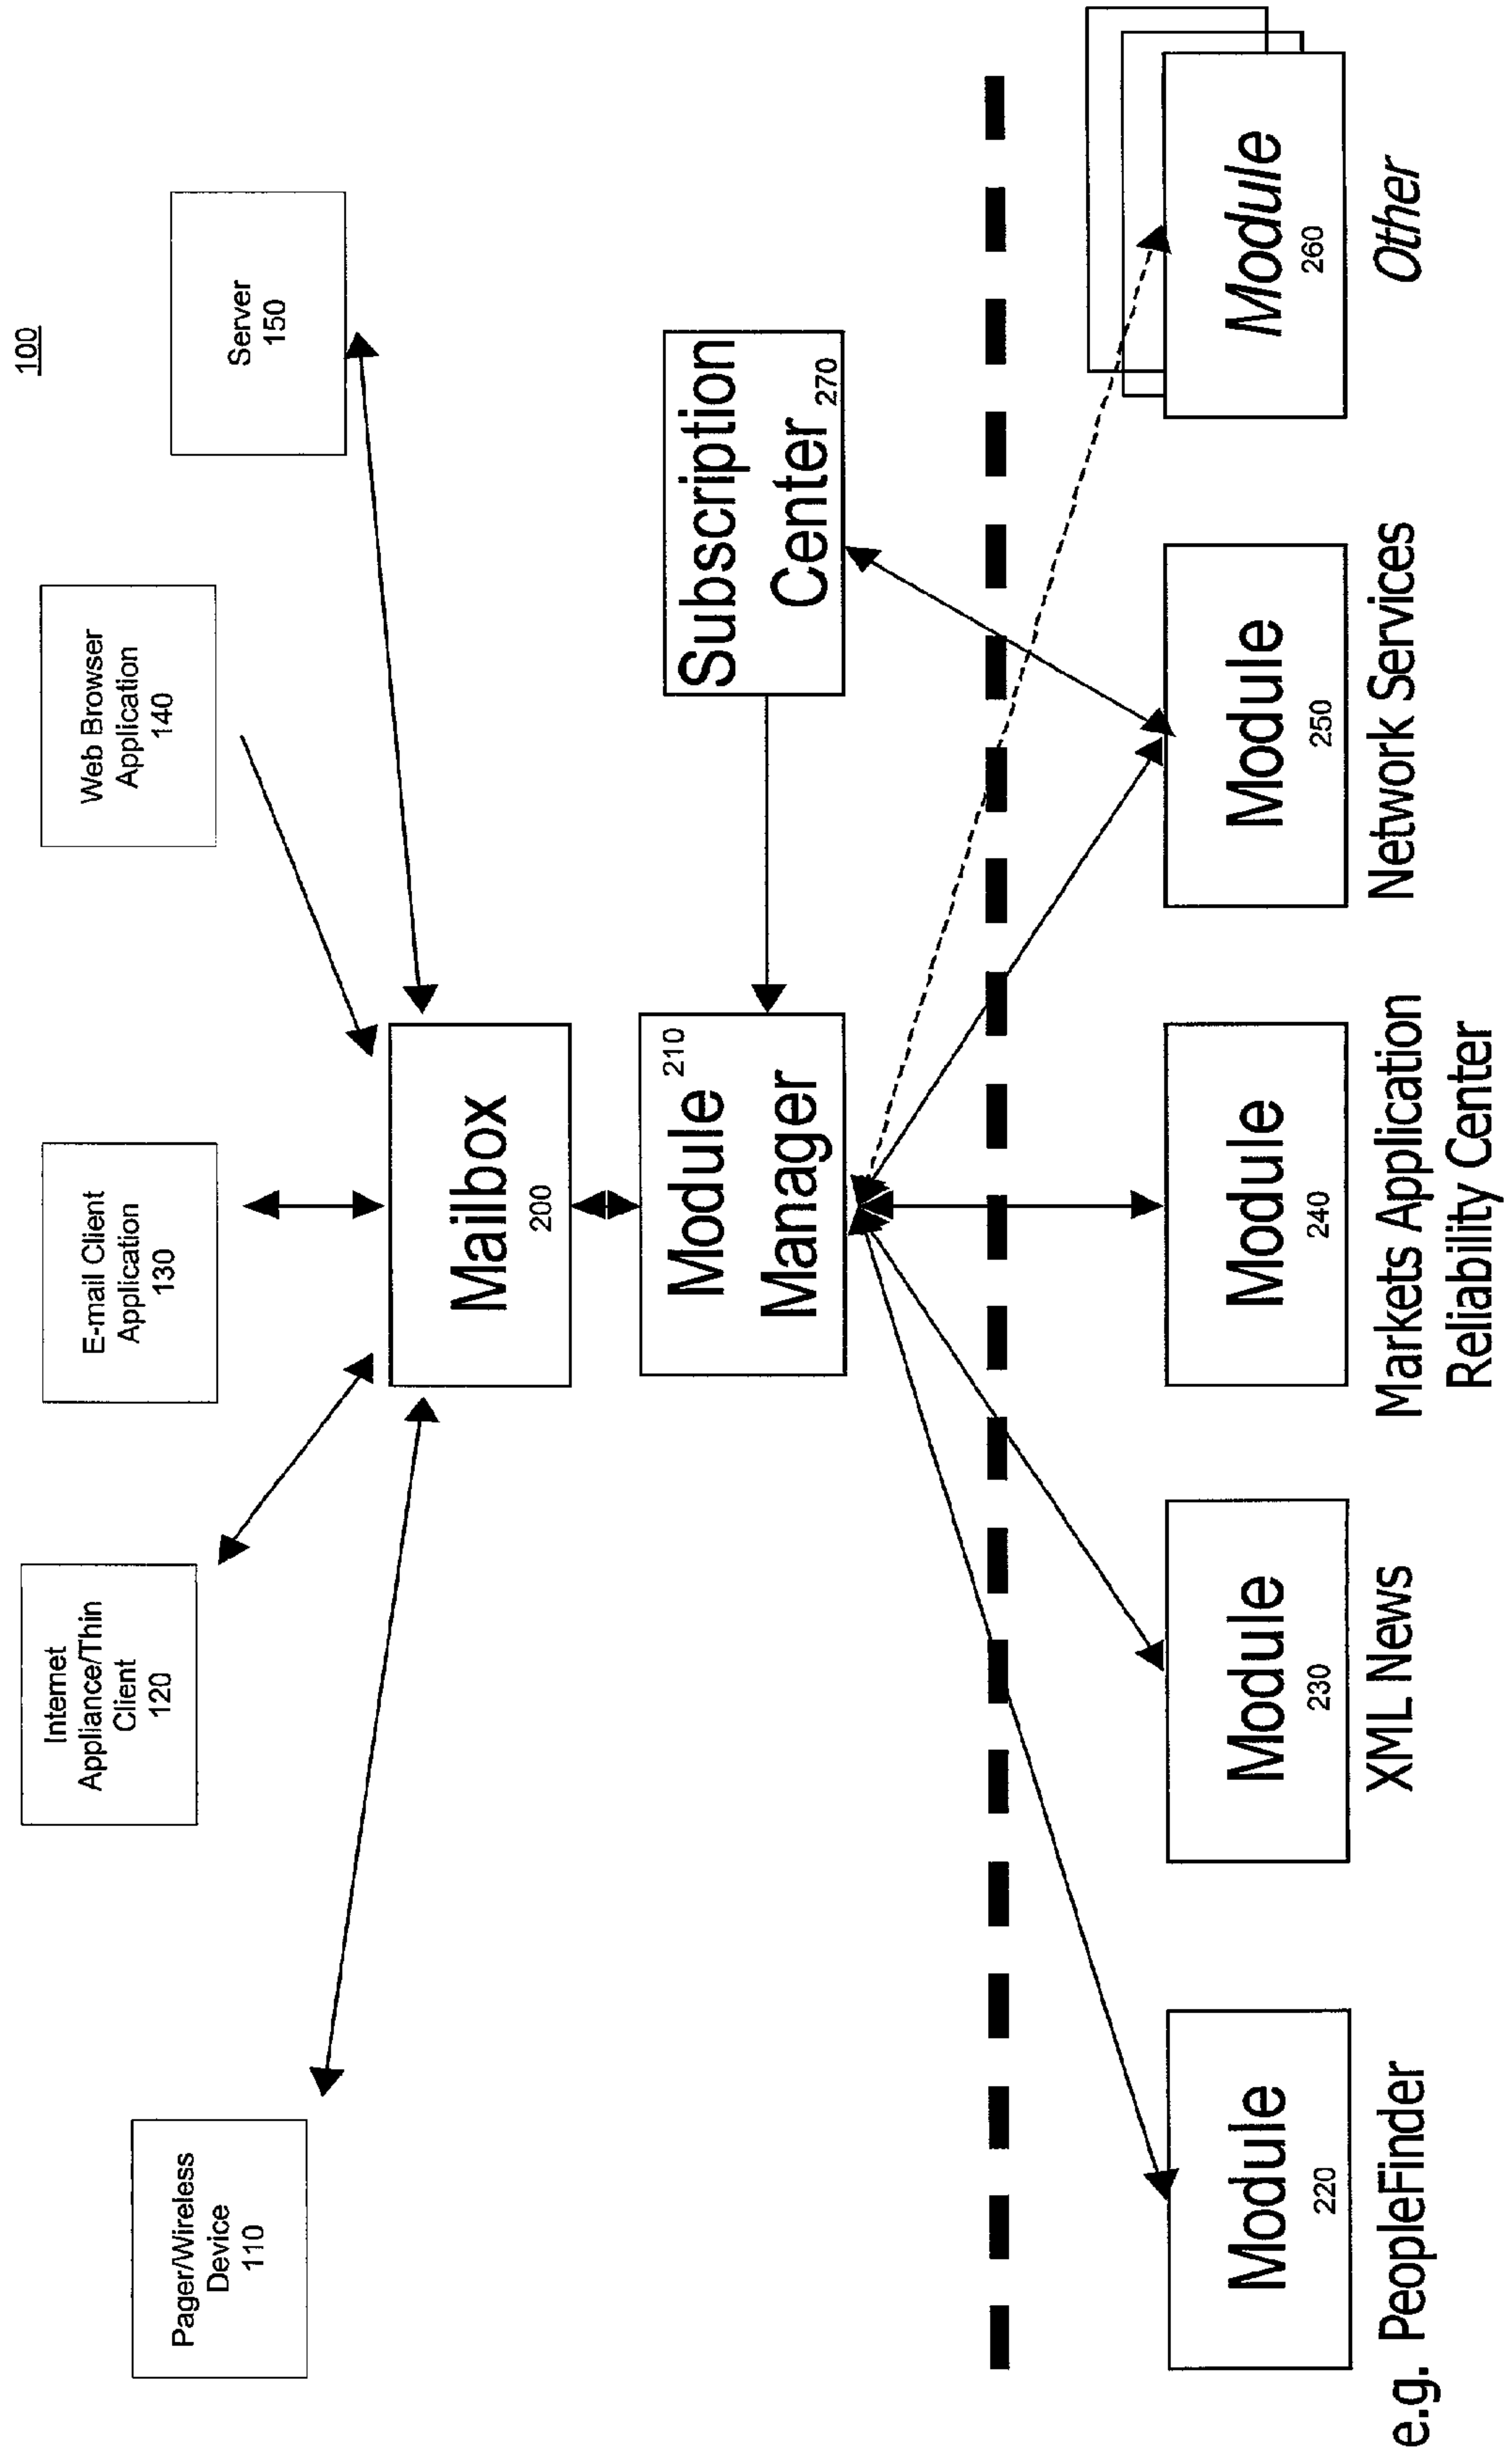 100
Pager/Wireless
Device
110
Internet
Appliance/Thin
Client
120
E-mail Client
Application
130
Web Browser
Application
140
Server
150
Mailbox
200
Module
210
Manager
Subscription
Center
270
Module
220
e.g. PeopleFinder
Module
230
XML News
Module
240
Markets Application
Reliability Center
Module
250
Network Services
Module
260
Other